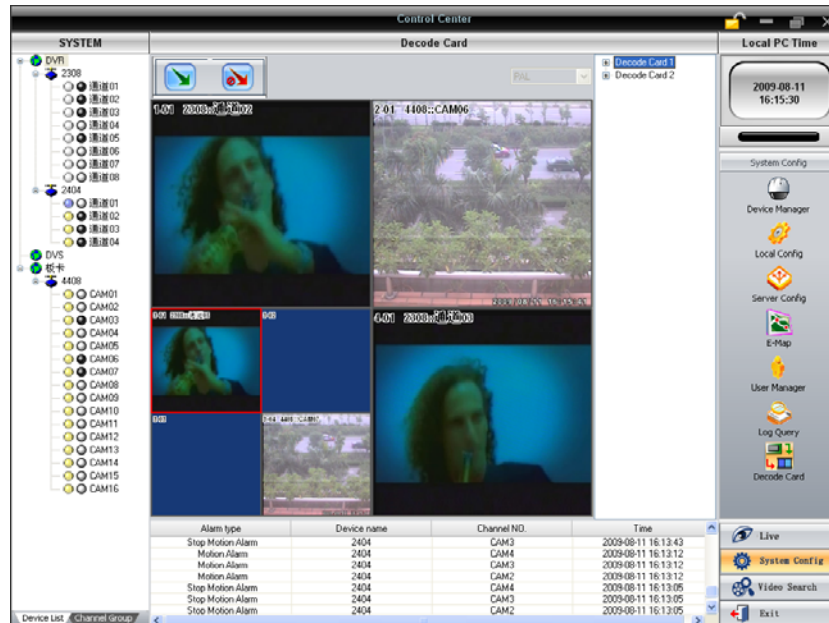 Control Center
SYSTEM
Decode Card
Local PC Time
DVR
2308
通道01
通道02
通道03
通道04
通道05
通道06
通道07
通道08
2404
通道01
通道02
通道03
通道04
DVS
板卡
4408
CAM01
CAM02
CAM03
CAM04
CAM05
CAM06
CAM07
CAM08
CAM09
CAM10
CAM11
CAM12
CAM13
CAM14
CAM15
CAM16
Device List
Channel Group
PAL
1-01 2308::通道02
2-01 4408::CAM06
2009-08-11 16:15:
3-02
3-03
4-01 2308::通道03
Decode Card 1
Decode Card 2
2009-08-11
16:15:30
System Config
Device Manager
Local Config
Server Config
E-Map
User Manager
Log Query
Decode Card
Alarm type Device name Channel NO. Time
Stop Motion Alarm 2404 CAM3 2009-08-11 16:13:43
Motion Alarm 2404 CAM4 2009-08-11 16:13:12
Motion Alarm 2404 CAM3 2009-08-11 16:13:12
Motion Alarm 2404 CAM2 2009-08-11 16:13:12
Stop Motion Alarm 2404 CAM4 2009-08-11 16:13:05
Stop Motion Alarm 2404 CAM3 2009-08-11 16:13:05
Stop Motion Alarm 2404 CAM2 2009-08-11 16:13:05
Live
System Config
Video Search
Exit